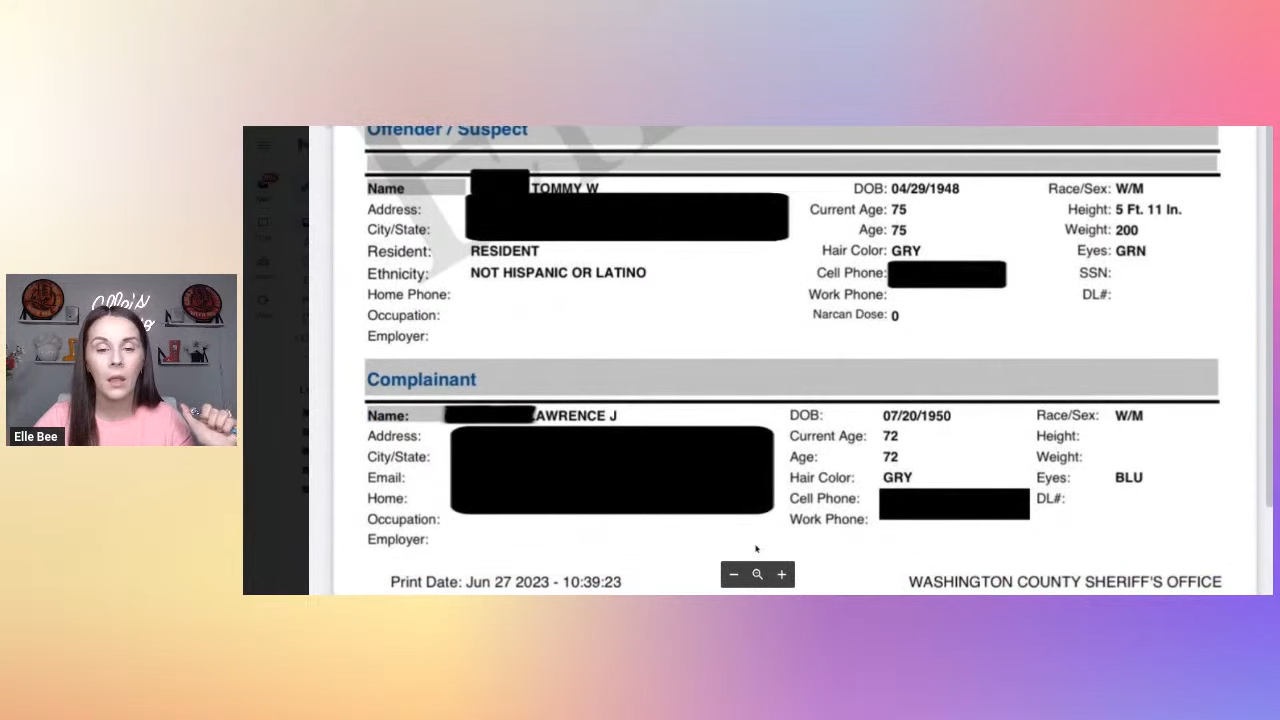 Offender / Suspect
Name TOMMY W DOB: 04/29/1948 Race/Sex: W/M
Address: Current Age: 75 Height: 5 Ft. 11 In.
City/State: Age: 75 Weight: 200
Resident: RESIDENT Hair Color: GRY Eyes: GRN
Ethnicity: NOT HISPANIC OR LATINO Cell Phone: SSN:
Home Phone: Work Phone: DL#:
Occupation: Narcan Dose: 0
Employer:
Complainant
Name: AWRENCE J DOB: 07/20/1950 Race/Sex: W/M
Address: Current Age: 72 Height:
City/State: Age: 72 Weight:
Email: Hair Color: GRY Eyes: BLU
Home: Cell Phone: DL#:
Occupation: Work Phone:
Employer:
Print Date: Jun 27 2023 - 10:39:23 WASHINGTON COUNTY SHERIFF'S OFFICE
Elle's
Elle Bee